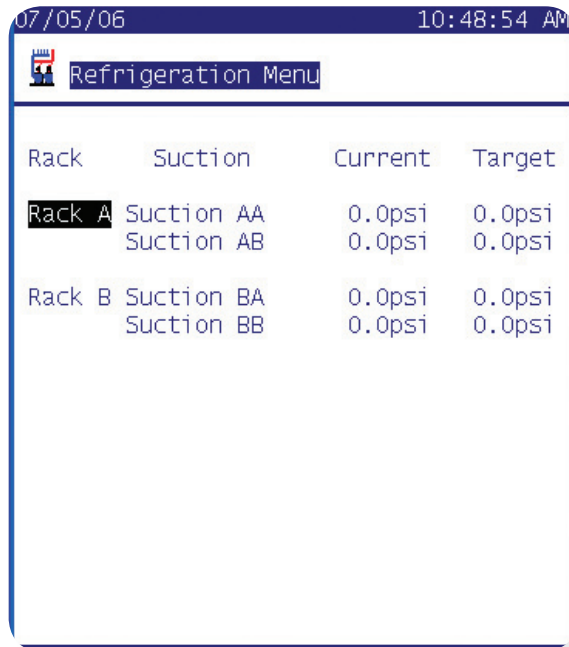 07/05/06 10:48:54 AM
Refrigeration Menu
Rack Suction Current Target
Rack A Suction AA 0.0psi 0.0psi
Suction AB 0.0psi 0.0psi
Rack B Suction BA 0.0psi 0.0psi
Suction BB 0.0psi 0.0psi